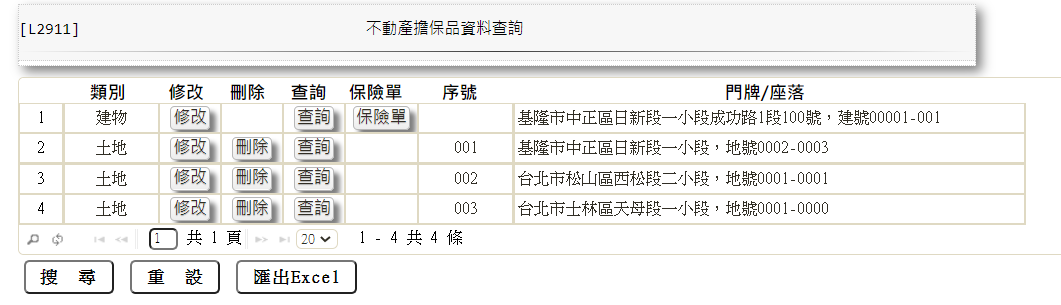 [L2911] 不動產擔保品資料查詢
類別 修改 刪除 查詢 保險單 序號 門牌/座落
1 建物 修改 查詢 保險單 基隆市中正區日新段一小段成功路1段100號，建號00001-001
2 土地 修改 刪除 查詢 001 基隆市中正區日新段一小段，地號0002-0003
3 土地 修改 刪除 查詢 002 台北市松山區西松段二小段，地號0001-0001
4 土地 修改 刪除 查詢 003 台北市士林區天母段一小段，地號0001-0000
1 共 1 頁 20 1 - 4 共 4 條
搜 尋 重 設 匯出Excel